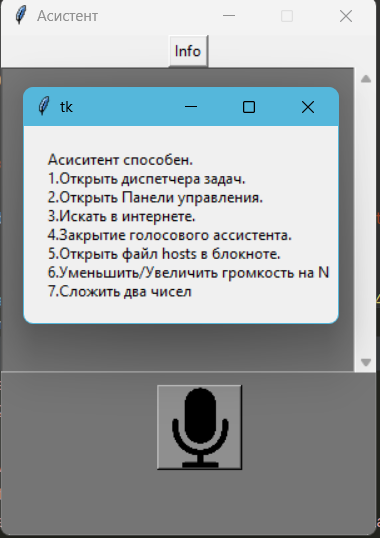 Асистент
Info
tk
Асиситент способен.
1.Открыть диспетчера задач.
2.Открыть Панели управления.
3.Искать в интернете.
4.Закрытие голосового ассистента.
5.Открыть файл hosts в блокноте.
6.Уменьшить/Увеличить громкость на N
7.Сложить два чисел